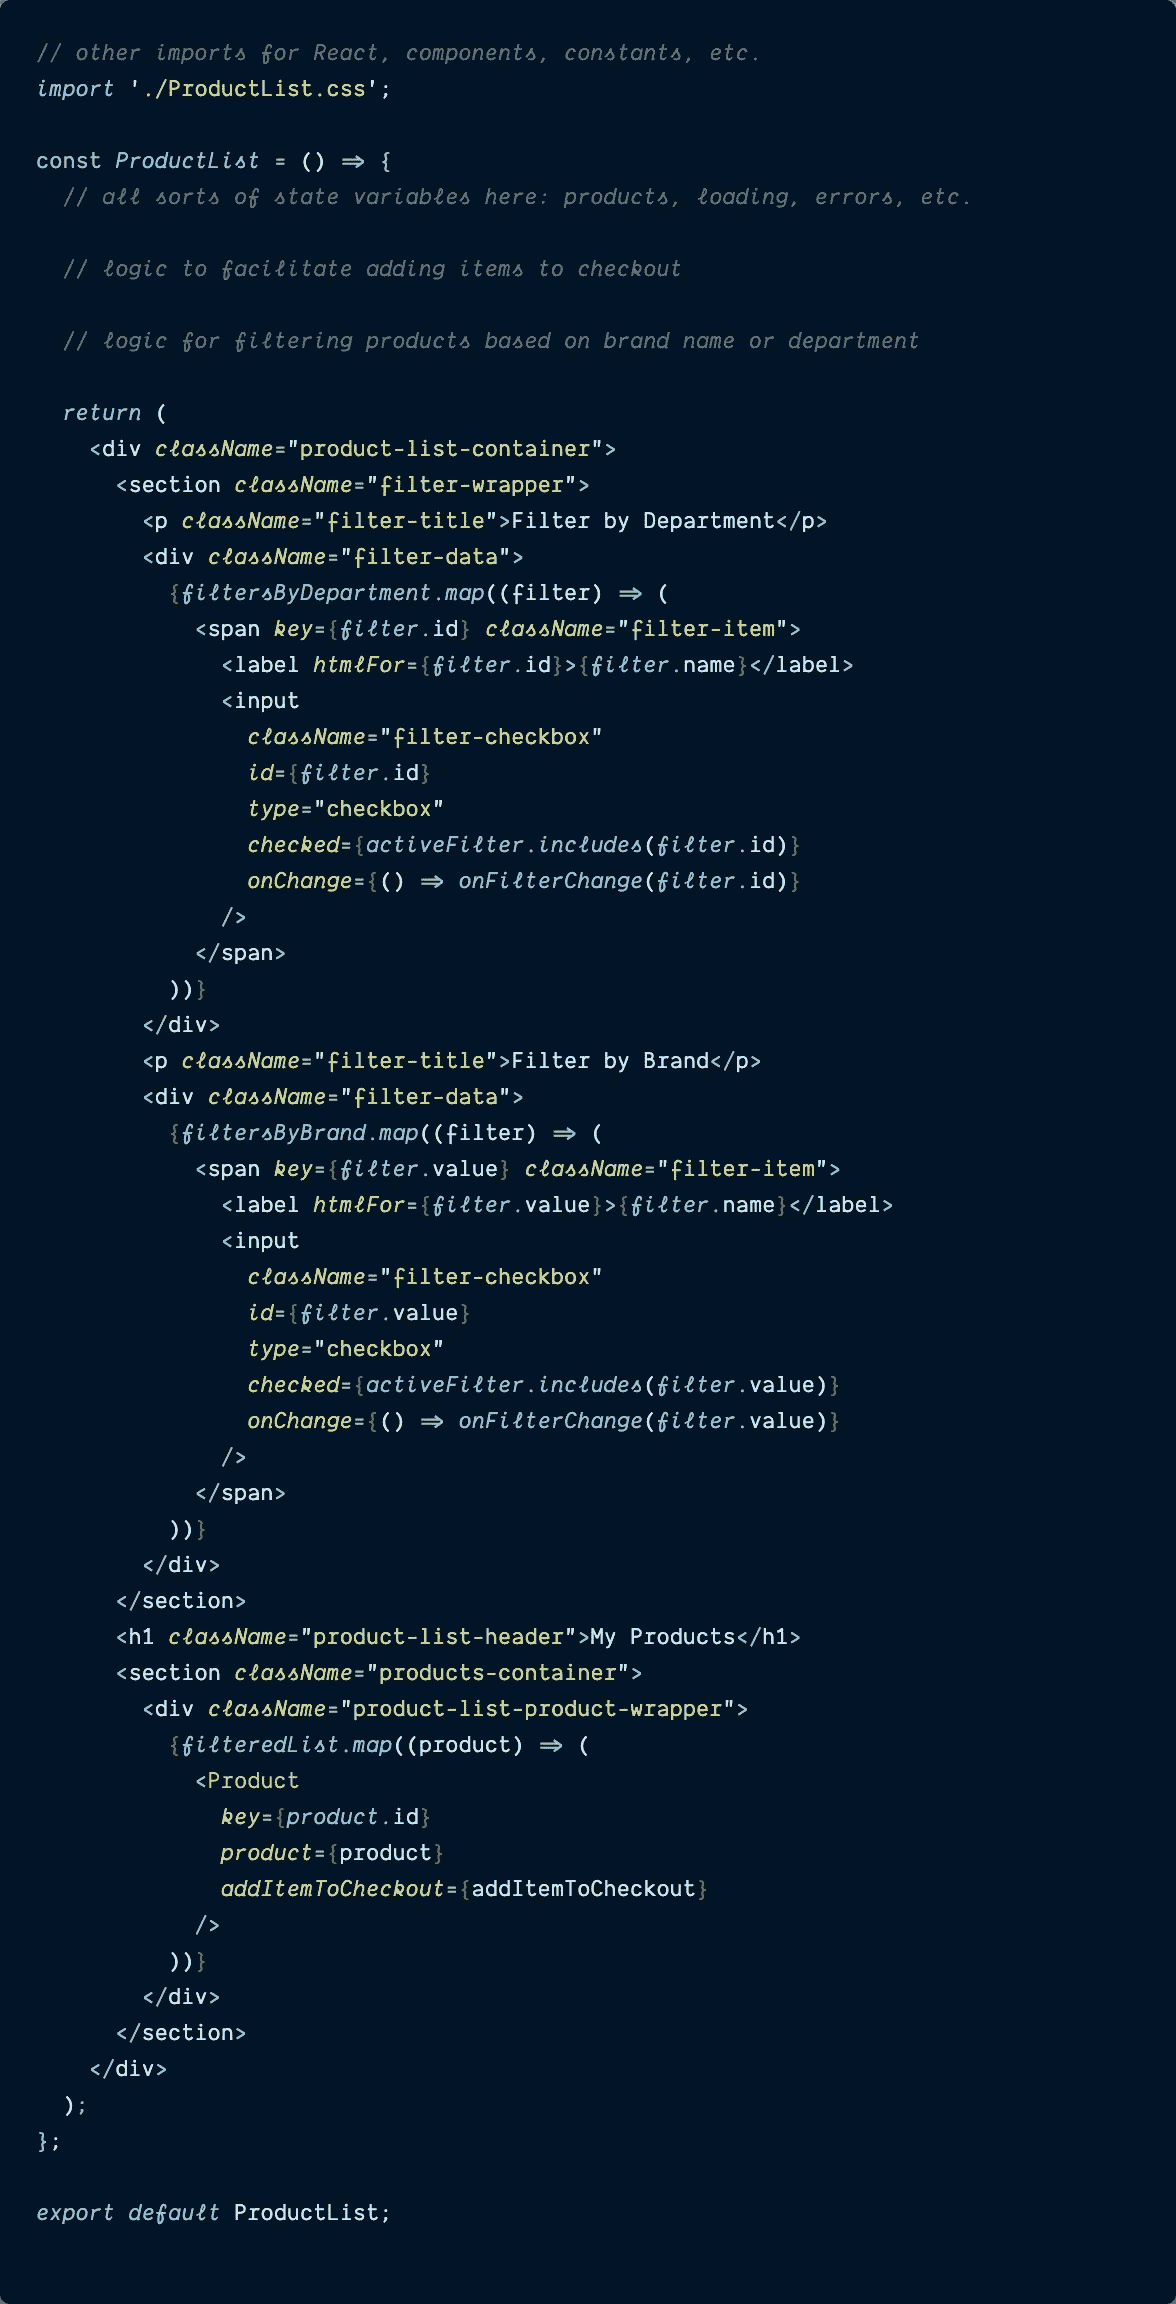 // other imports for React, components, constants, etc.
import './ProductList.css';

const ProductList = () => {
  // all sorts of state variables here: products, loading, errors, etc.

  // logic to facilitate adding items to checkout

  // logic for filtering products based on brand name or department

  return (
    <div className="product-list-container">
      <section className="filter-wrapper">
        <p className="filter-title">Filter by Department</p>
        <div className="filter-data">
          {filtersByDepartment.map((filter) => (
            <span key={filter.id} className="filter-item">
              <label htmlFor={filter.id}>{filter.name}</label>
              <input
                className="filter-checkbox"
                id={filter.id}
                type="checkbox"
                checked={activeFilter.includes(filter.id)}
                onChange={() => onFilterChange(filter.id)}
              />
            </span>
          ))}
        </div>
        <p className="filter-title">Filter by Brand</p>
        <div className="filter-data">
          {filtersByBrand.map((filter) => (
            <span key={filter.value} className="filter-item">
              <label htmlFor={filter.value}>{filter.name}</label>
              <input
                className="filter-checkbox"
                id={filter.value}
                type="checkbox"
                checked={activeFilter.includes(filter.value)}
                onChange={() => onFilterChange(filter.value)}
              />
            </span>
          ))}
        </div>
      </section>
      <h1 className="product-list-header">My Products</h1>
      <section className="products-container">
        <div className="product-list-product-wrapper">
          {filteredList.map((product) => (
            <Product
              key={product.id}
              product={product}
              addItemToCheckout={addItemToCheckout}
            />
          ))}
        </div>
      </section>
    </div>
  );
};

export default ProductList;